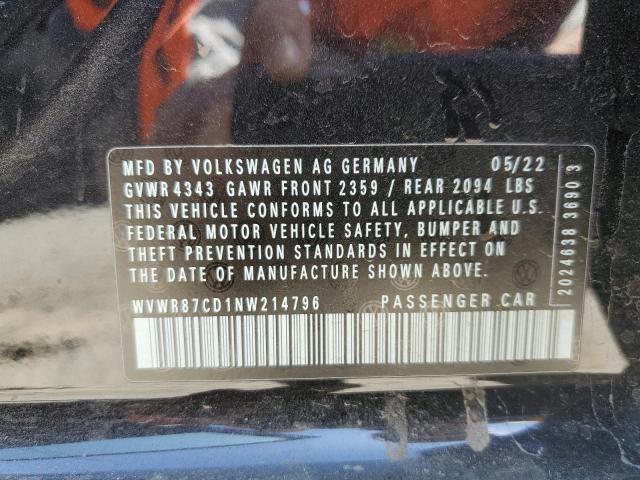 MFD BY VOLKSWAGEN AG GERMANY 05/22
GVWR 4343 GAWR FRONT 2359 / REAR 2094 LBS
THIS VEHICLE CONFORMS TO ALL APPLICABLE U.S.
FEDERAL MOTOR VEHICLE SAFETY, BUMPER AND
THEFT PREVENTION STANDARDS IN EFFECT ON
THE DATE OF MANUFACTURE SHOWN ABOVE.
WVWR87CD1NW214796 PASSENGER CAR
2024638 3690 3